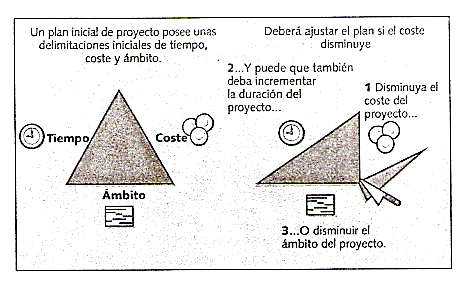 Un plan inicial de proyecto posee unas
delimitaciones iniciales de tiempo,
coste y ámbito.
Tiempo
Coste
Ámbito
Deberá ajustar el plan si el coste
disminuye
2...Y puede que también
deba incrementar
la duración del
proyecto...
1 Disminuya el
coste del
proyecto...
3...O disminuir el
ámbito del proyecto.